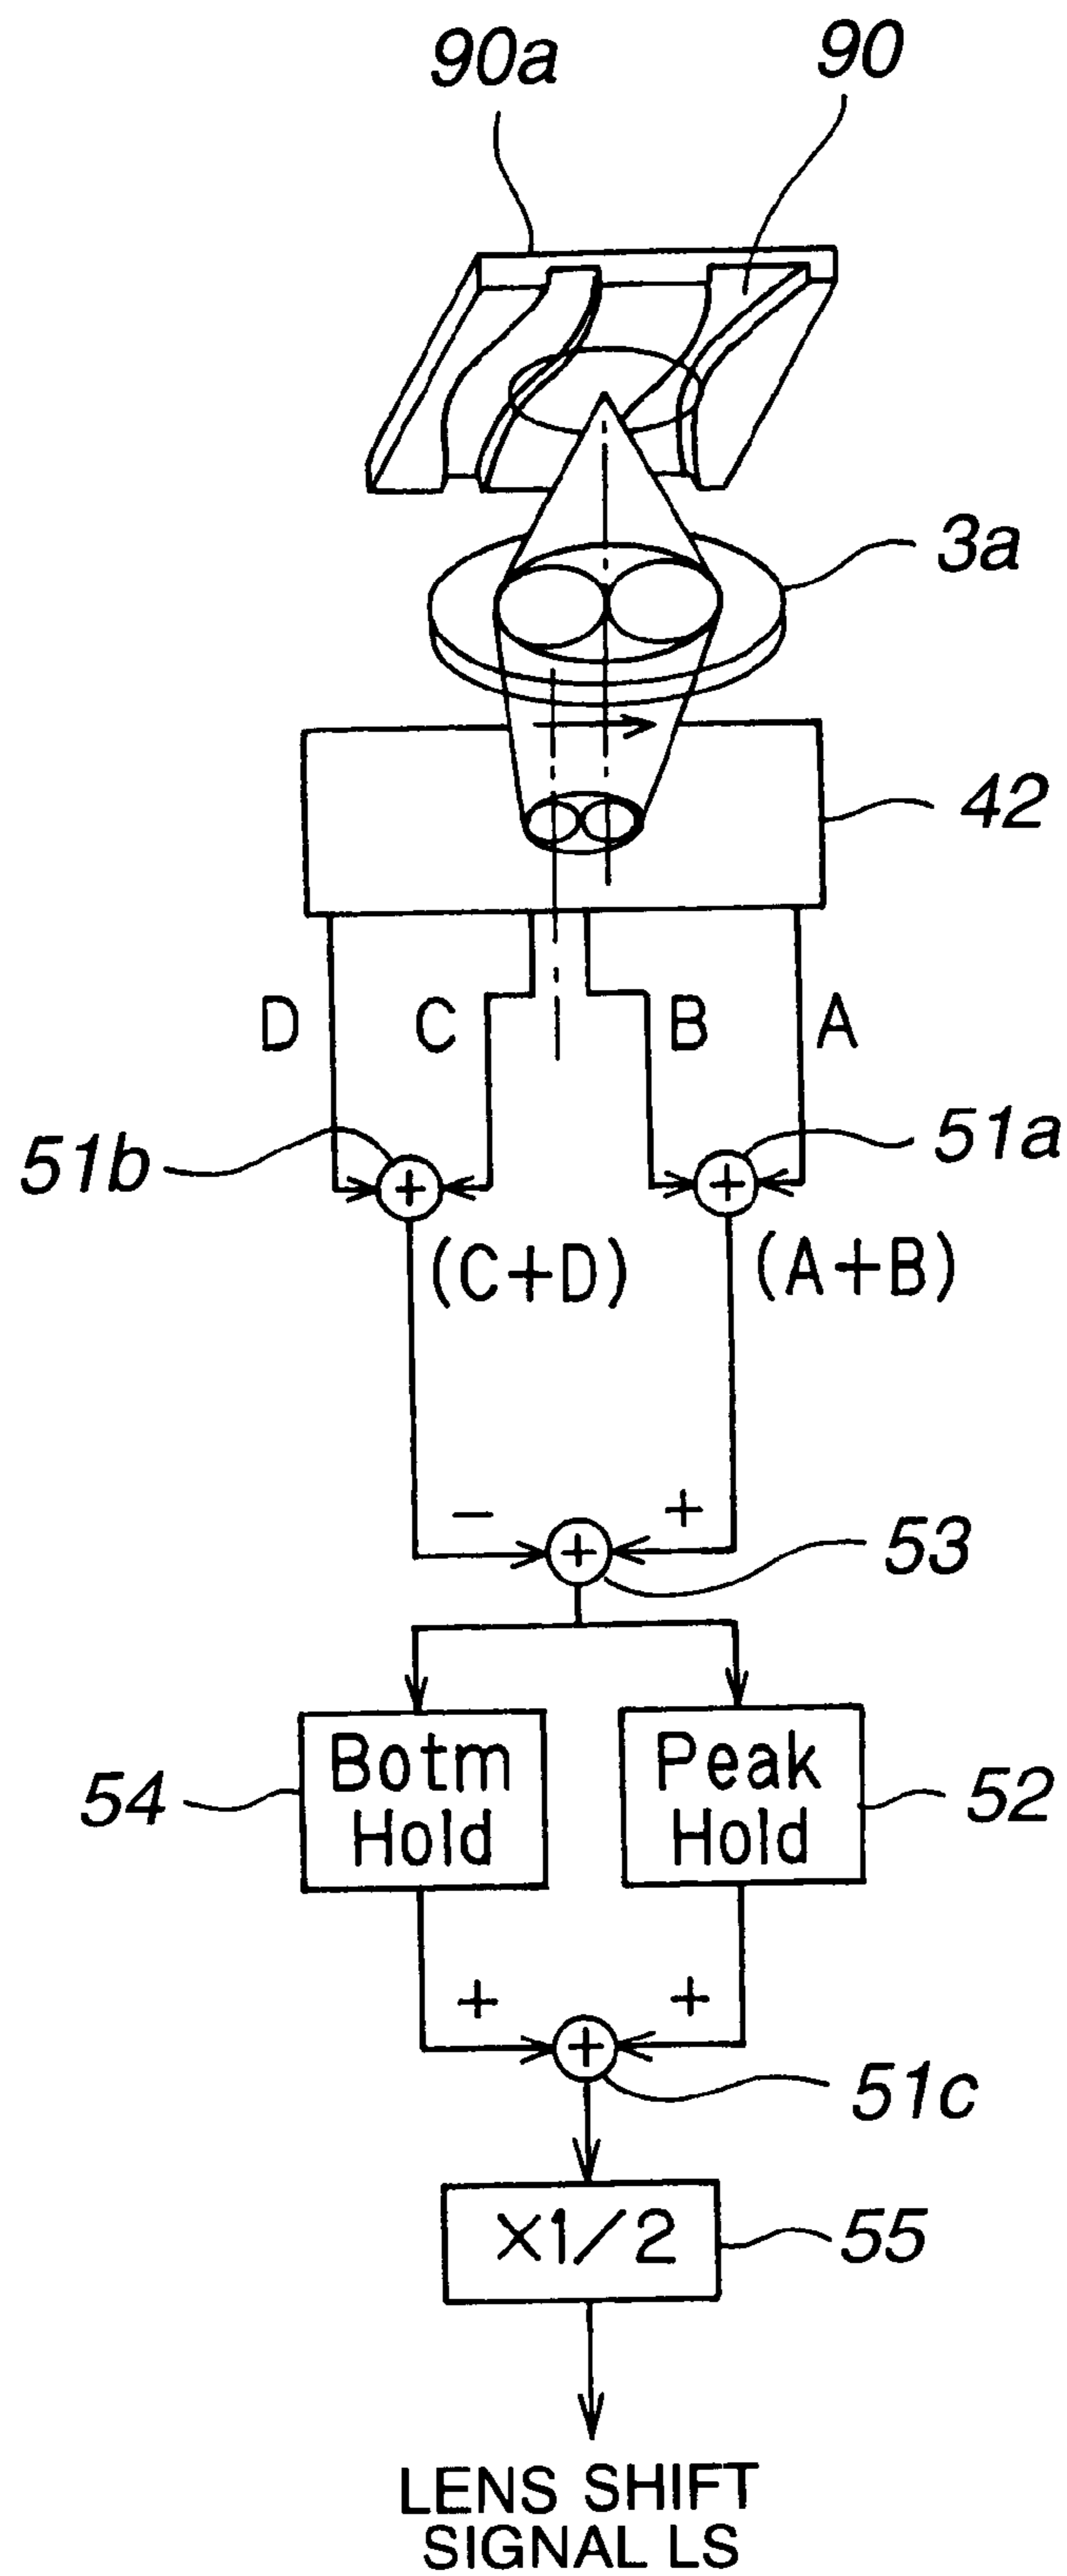 90a 90
3a
42
D C B A
51b 51a
(C+D) (A+B)
− +
+ 53
Botm Hold
Peak Hold
54 52
+ +
+ 51c
×1/2 55
LENS SHIFT
SIGNAL LS